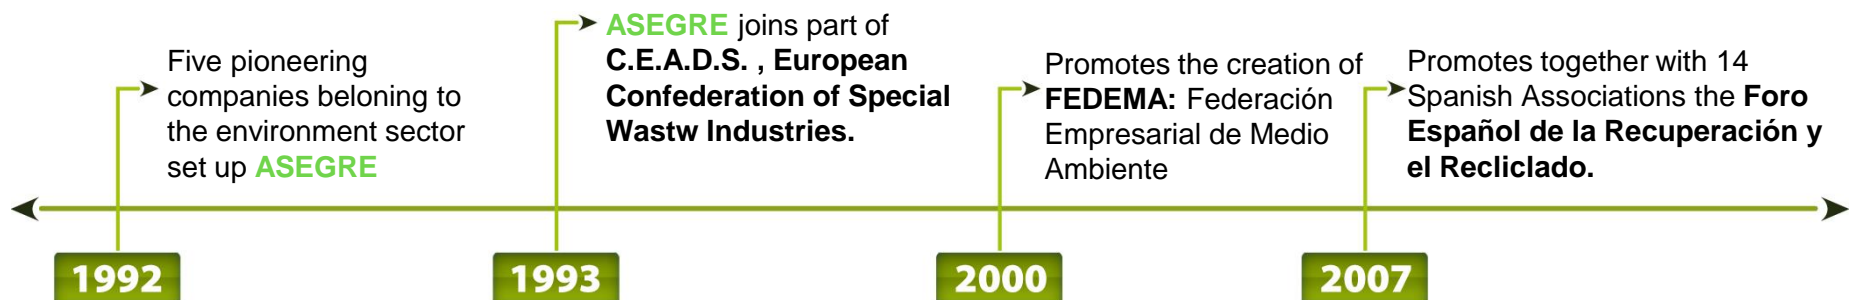 Five pioneering
companies beloning to
the environment sector
set up ASEGRE
ASEGRE joins part of
C.E.A.D.S. , European
Confederation of Special
Wastw Industries.
Promotes the creation of
FEDEMA: Federación
Empresarial de Medio
Ambiente
Promotes together with 14
Spanish Associations the Foro
Español de la Recuperación y
el Recliclado.
1992
1993
2000
2007